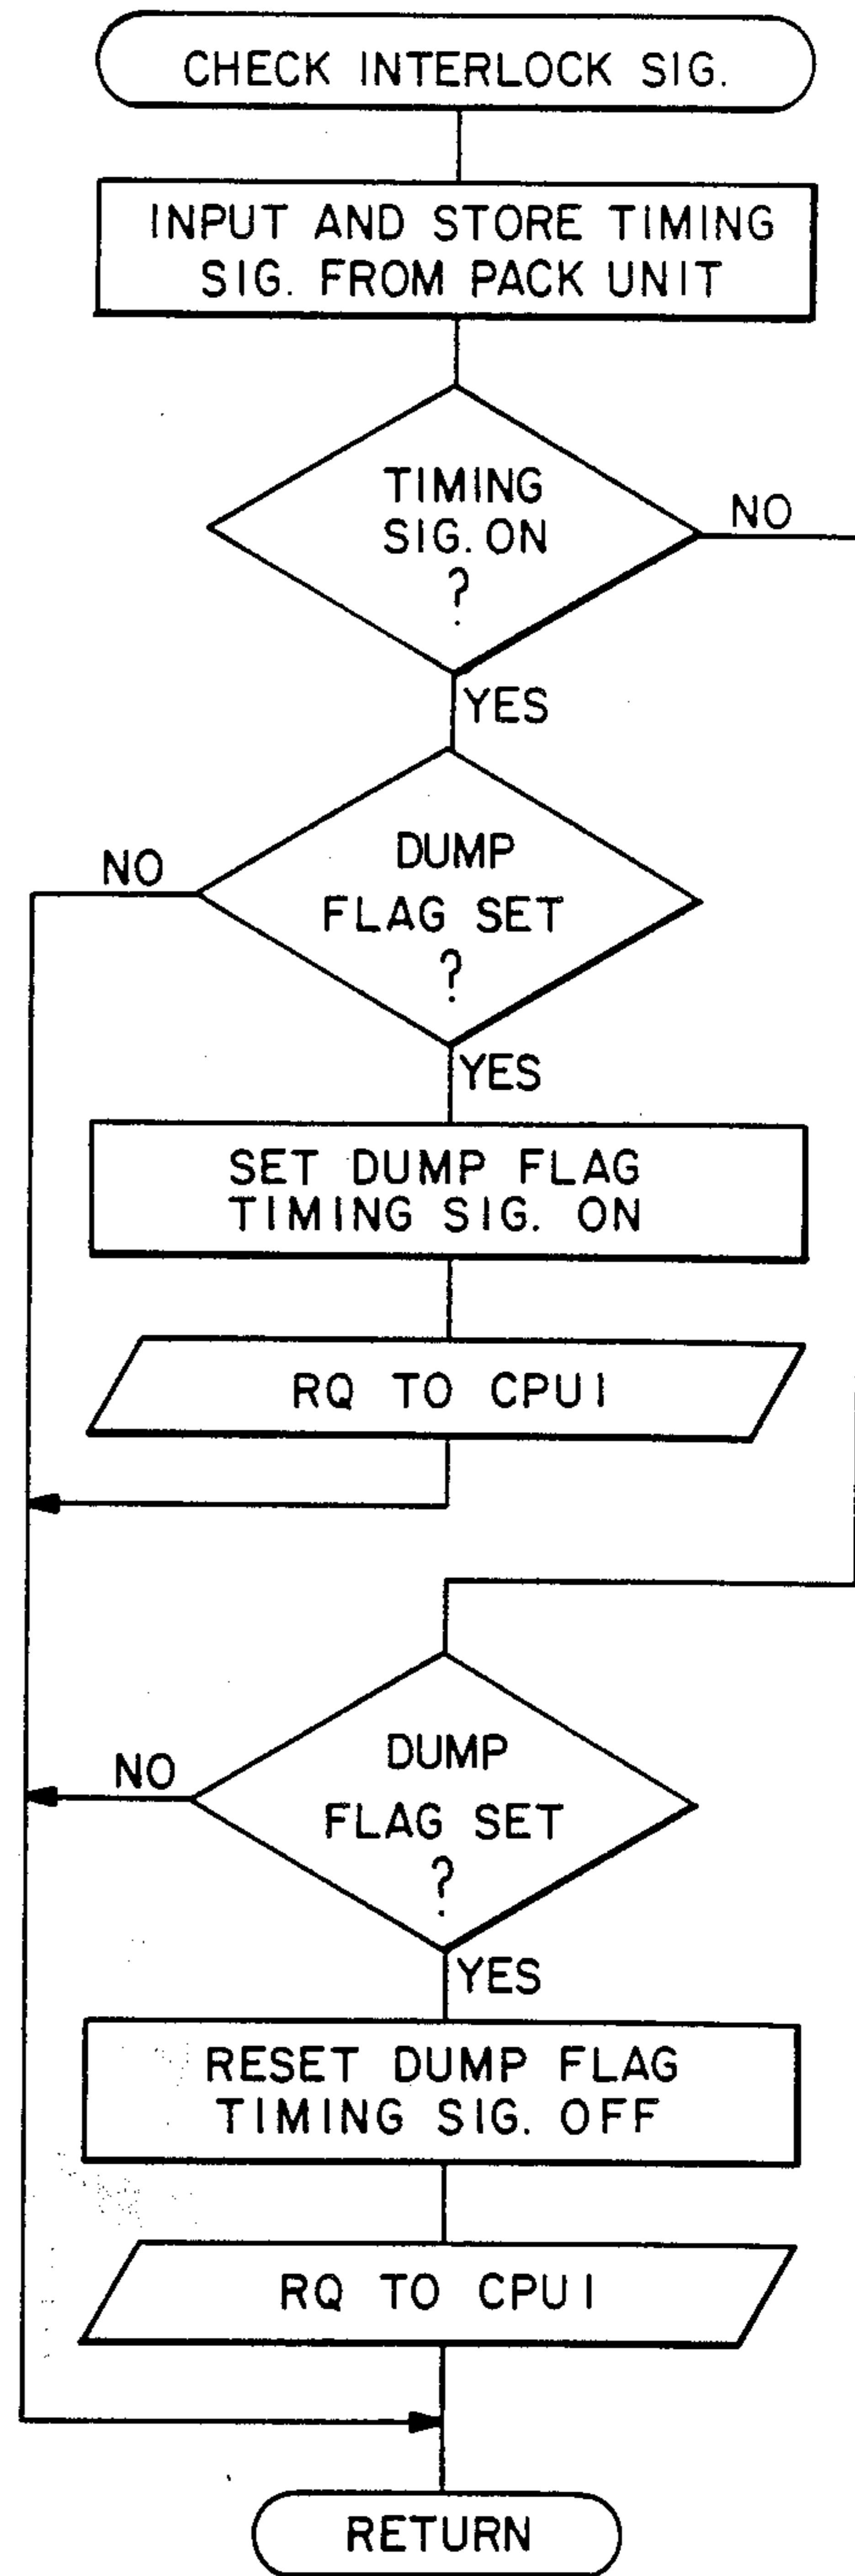 CHECK INTERLOCK SIG.
INPUT AND STORE TIMING
SIG. FROM PACK UNIT
TIMING
SIG. ON
?
NO
YES
DUMP
FLAG SET
?
NO
YES
SET DUMP FLAG
TIMING SIG. ON
RQ TO CPU1
DUMP
FLAG SET
?
NO
YES
RESET DUMP FLAG
TIMING SIG. OFF
RQ TO CPU1
RETURN